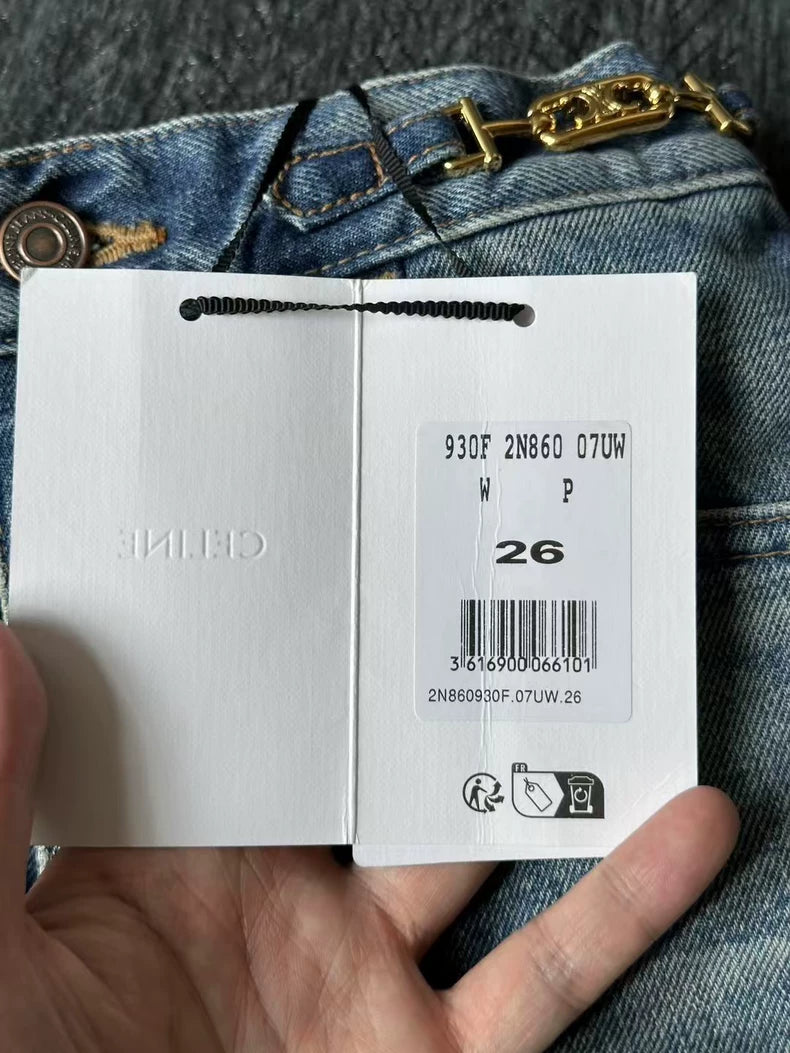 CELINE
930F 2N860 07UW
W P
26
3 616900 066101
2N860930F.07UW.26
FR